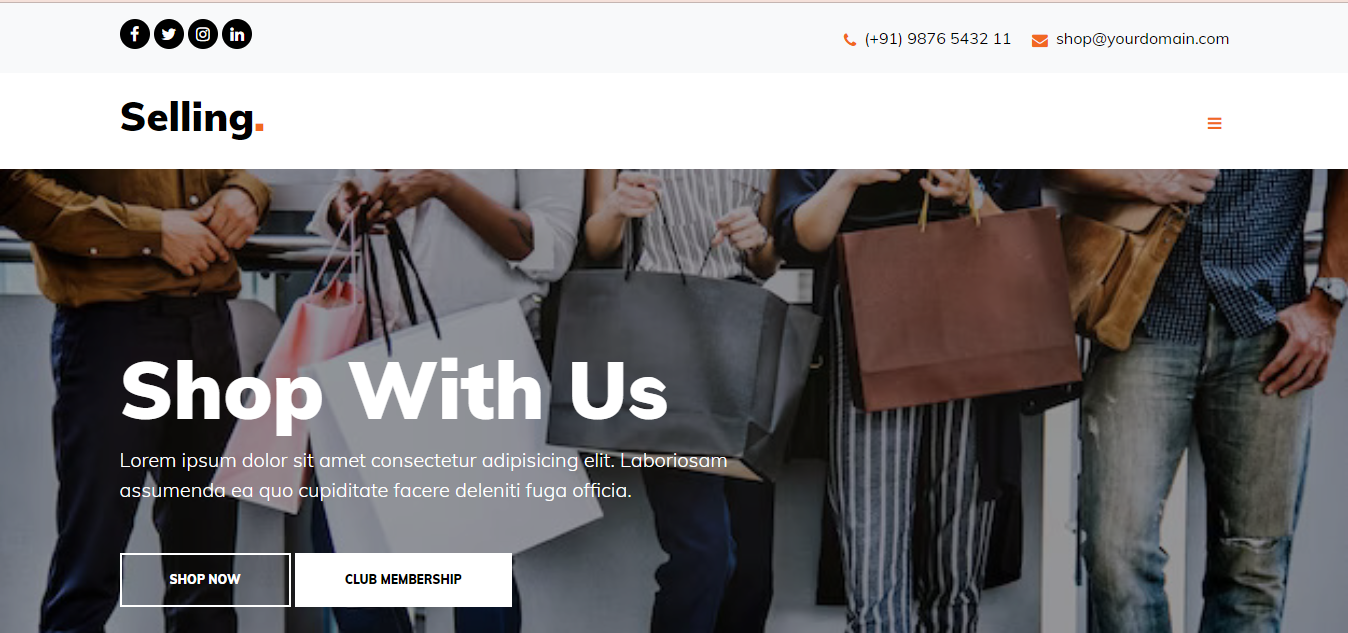 (+91) 9876 5432 11 shop@yourdomain.com
Selling.
Shop With Us
Lorem ipsum dolor sit amet consectetur adipisicing elit. Laboriosam
assumenda ea quo cupiditate facere deleniti fuga officia.
SHOP NOW CLUB MEMBERSHIP